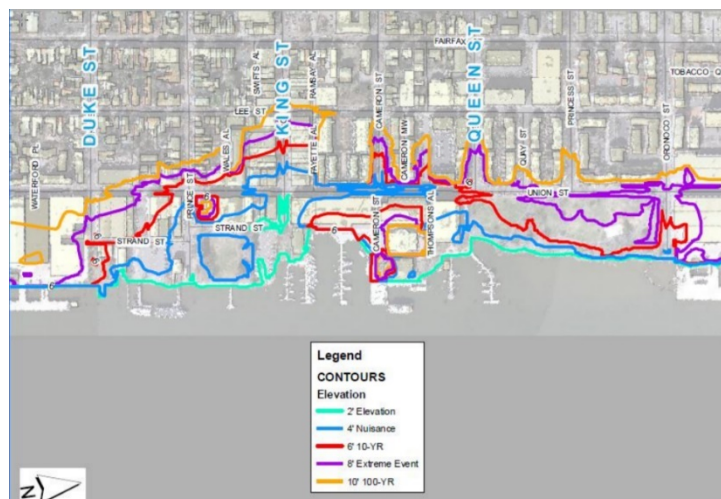 FAIRFAX
TOBACCO Q
DUKE ST
SWIFTS AL
KING ST
RAMSAY AL
CAMERON ST
CAMERON MW
QUEEN ST
PRINCESS ST
ORONOCO ST
LEE ST
WALES AL
FAYETTE AL
QUAY ST
WATERFORD PL
PRINCE ST
UNION ST
STRAND ST
STRAND ST
CAMERON ST
THOMPSONS AL
Legend
CONTOURS
Elevation
2' Elevation
4' Nuisance
6' 10-YR
8' Extreme Event
10' 100-YR
N